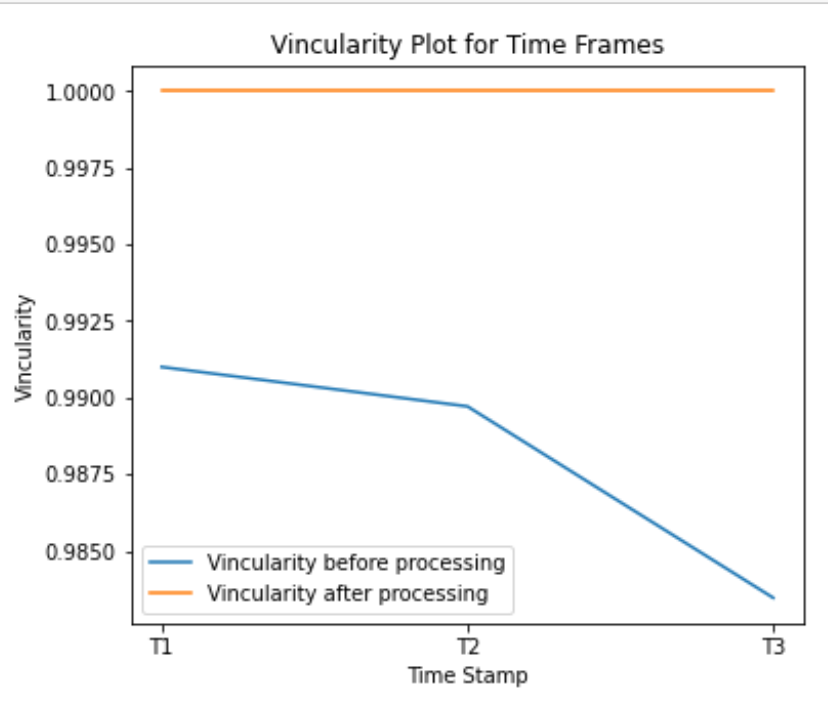 Vincularity Plot for Time Frames
1.0000
0.9975
0.9950
0.9925
0.9900
0.9875
0.9850
Vincularity
Vincularity before processing
Vincularity after processing
T1 T2 T3
Time Stamp